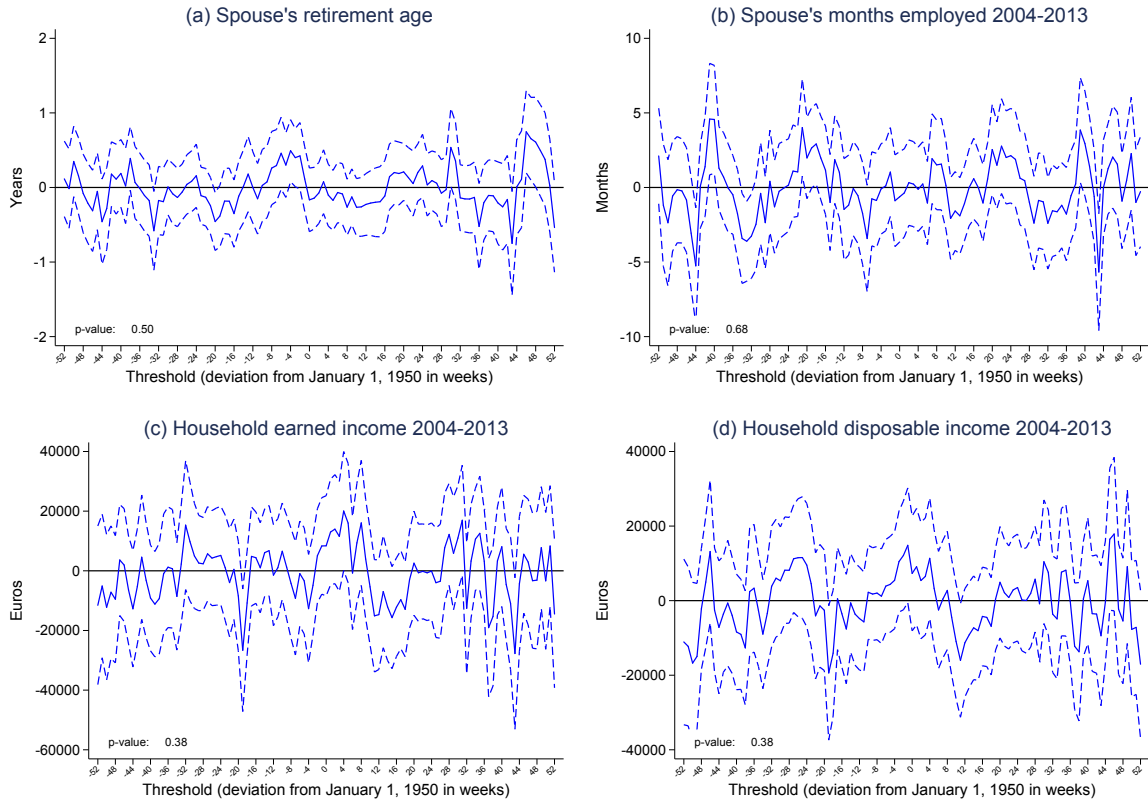 (a) Spouse's retirement age
2
1
0
-1
-2
Years
p-value: 0.50
-52 -48 -44 -40 -36 -32 -28 -24 -20 -16 -12 -8 -4 0 4 8 12 16 20 24 28 32 36 40 44 48 52
Threshold (deviation from January 1, 1950 in weeks)
(b) Spouse's months employed 2004-2013
10
5
0
-5
-10
Months
p-value: 0.68
-52 -48 -44 -40 -36 -32 -28 -24 -20 -16 -12 -8 -4 0 4 8 12 16 20 24 28 32 36 40 44 48 52
Threshold (deviation from January 1, 1950 in weeks)
(c) Household earned income 2004-2013
40000
20000
0
-20000
-40000
-60000
Euros
p-value: 0.38
-52 -48 -44 -40 -36 -32 -28 -24 -20 -16 -12 -8 -4 0 4 8 12 16 20 24 28 32 36 40 44 48 52
Threshold (deviation from January 1, 1950 in weeks)
(d) Household disposable income 2004-2013
40000
20000
0
-20000
-40000
Euros
p-value: 0.38
-52 -48 -44 -40 -36 -32 -28 -24 -20 -16 -12 -8 -4 0 4 8 12 16 20 24 28 32 36 40 44 48 52
Threshold (deviation from January 1, 1950 in weeks)